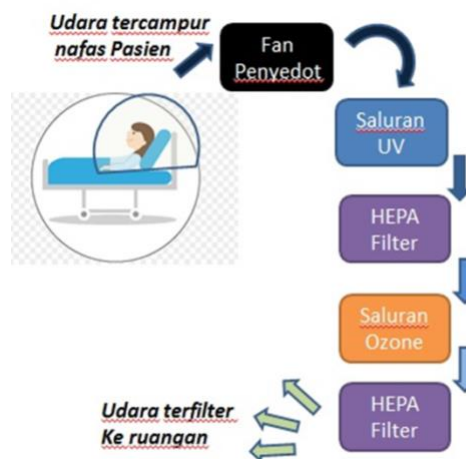 Udara tercampur
nafas Pasien
Fan
Penyedot
Saluran
UV
HEPA
Filter
Saluran
Ozone
HEPA
Filter
Udara terfilter
Ke ruangan